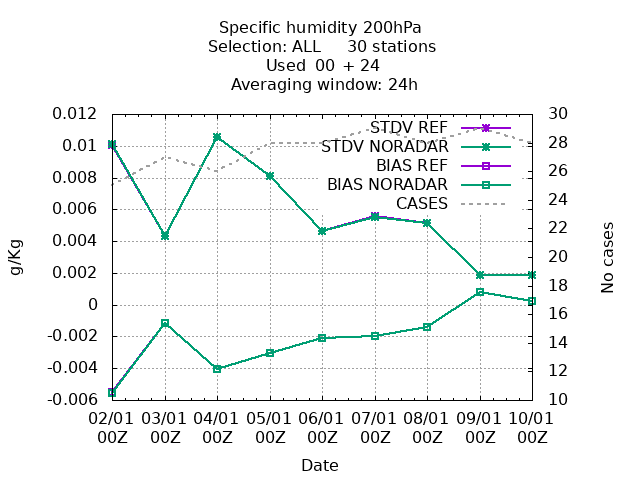 Specific humidity 200hPa
Selection: ALL 30 stations
Used 00 + 24
Averaging window: 24h
0.012
0.01
0.008
0.006
0.004
0.002
0
-0.002
-0.004
-0.006
g/Kg
STDV REF
STDV NORADAR
BIAS REF
BIAS NORADAR
CASES
30
28
26
24
22
20
18
16
14
12
10
No cases
02/01 03/01 04/01 05/01 06/01 07/01 08/01 09/01 10/01
00Z 00Z 00Z 00Z 00Z 00Z 00Z 00Z 00Z
Date